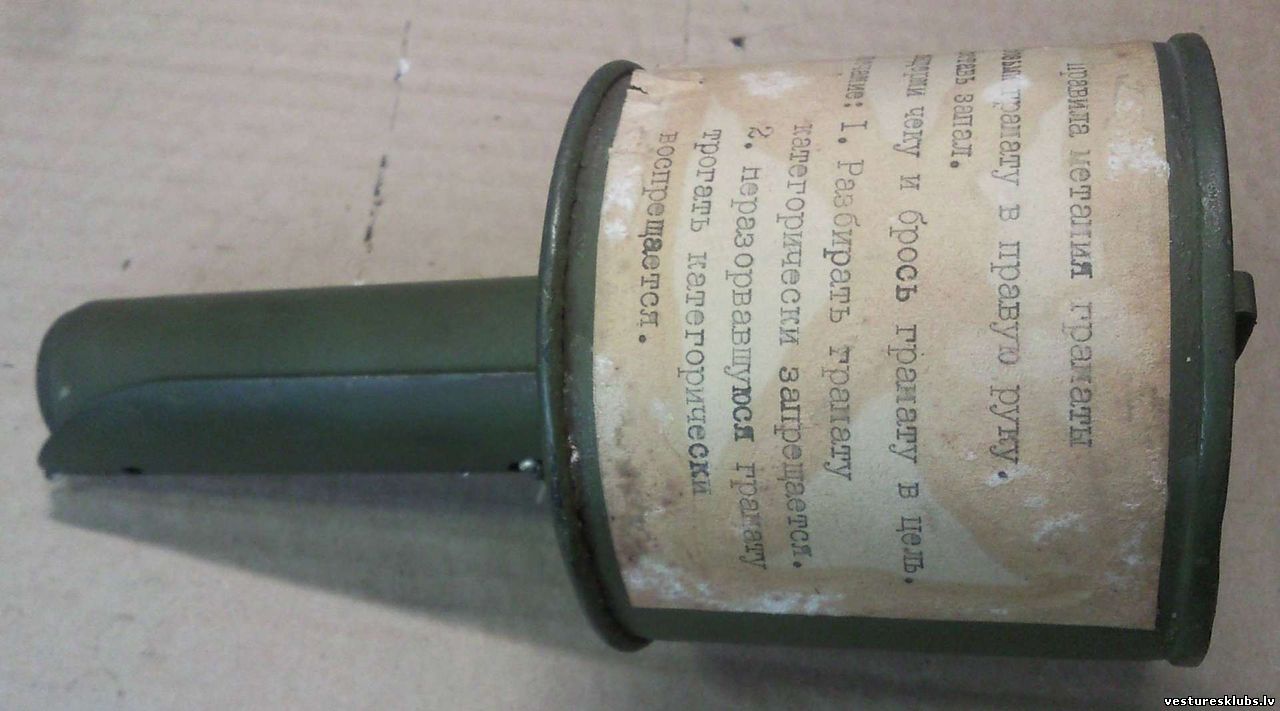 правила метания гранаты
гранату в правую руку.
запал.
чеку и брось гранату в цель.
1. Разбирать гранату
категорически запрещается.
2. неразорвавшуюся гранату
трогать категорически
воспрещается.
vesturesklubs.lv